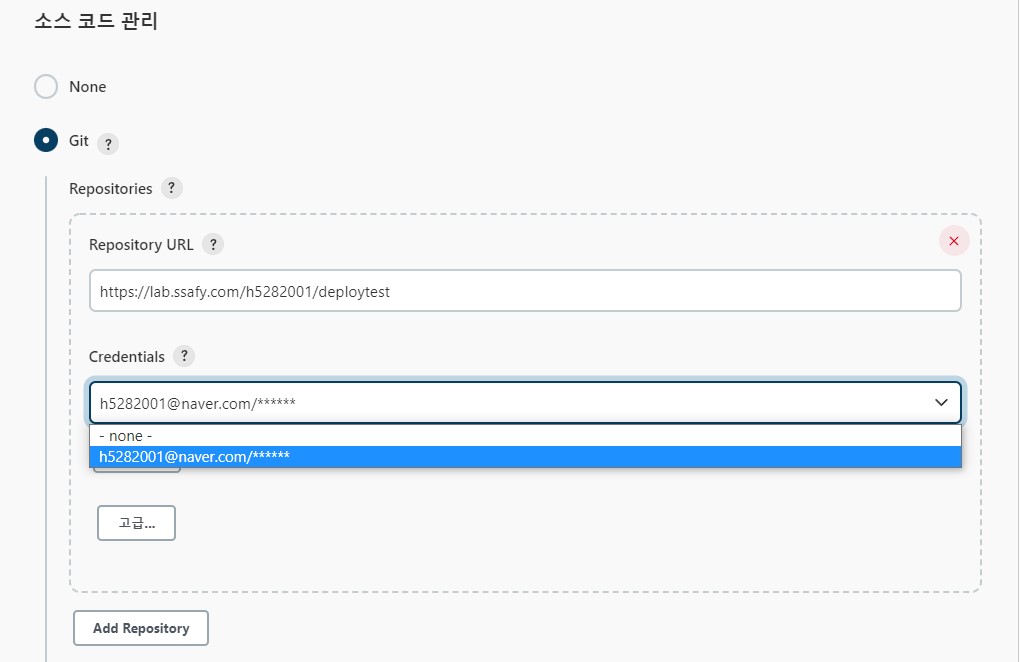 소스 코드 관리
None
Git ?
Repositories ?
Repository URL ?
https://lab.ssafy.com/h5282001/deploytest
Credentials ?
h5282001@naver.com/******
- none -
h5282001@naver.com/******
고급...
Add Repository